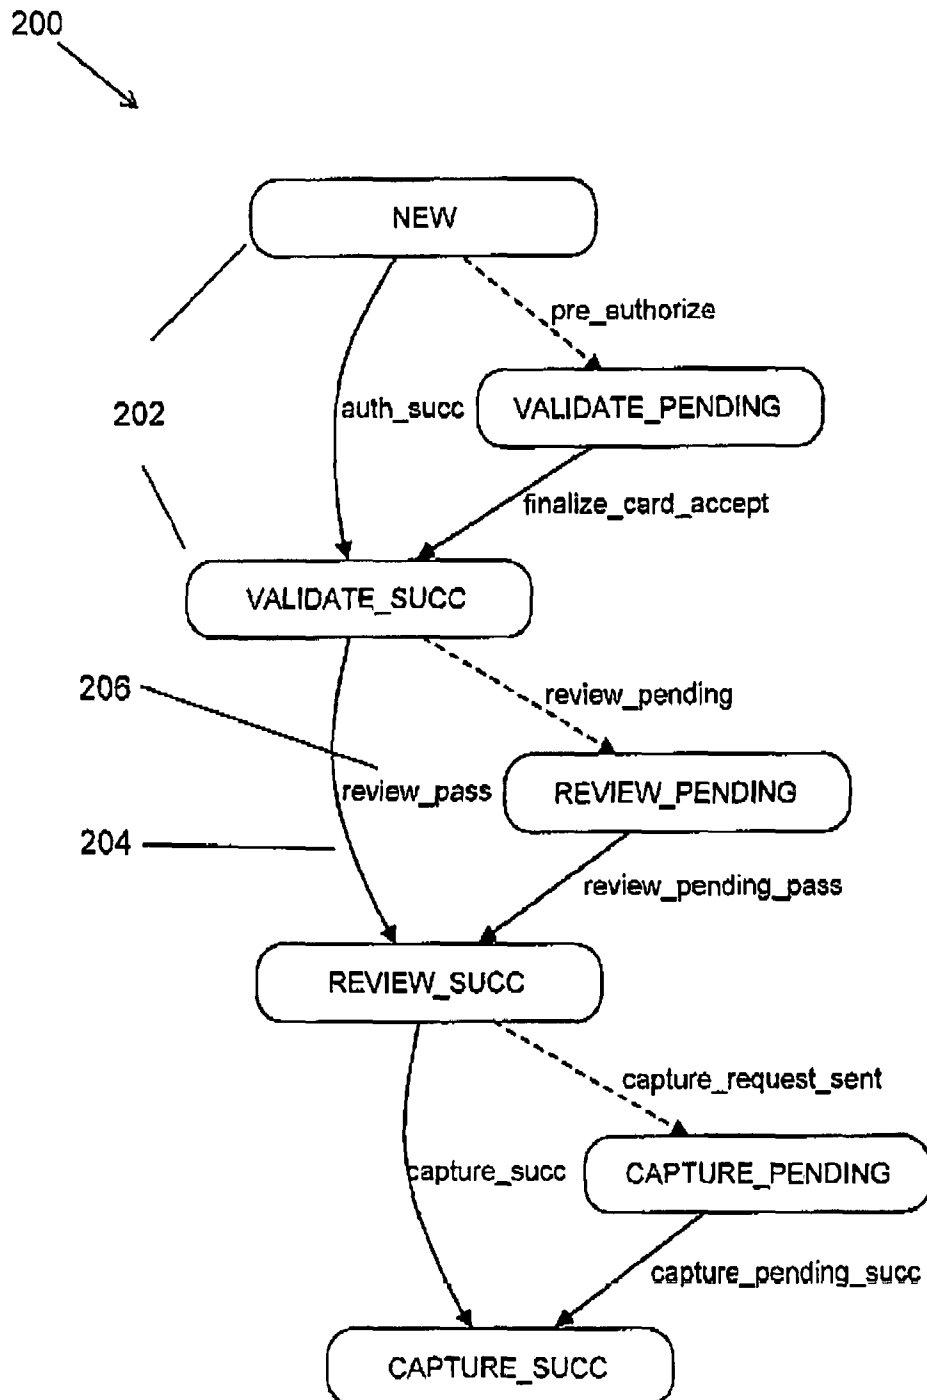 200
NEW
pre_authorize
202
auth_succ
VALIDATE_PENDING
finalize_card_accept
VALIDATE_SUCC
206
review_pending
review_pass
REVIEW_PENDING
204
review_pending_pass
REVIEW_SUCC
capture_request_sent
capture_succ
CAPTURE_PENDING
capture_pending_succ
CAPTURE_SUCC